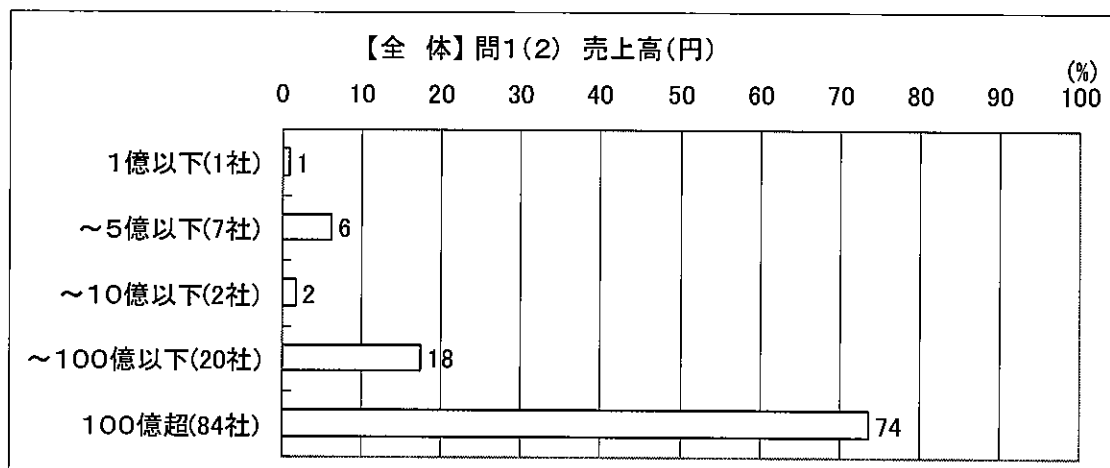 【全 体】問1(2) 売上高(円)
(%)
0 10 20 30 40 50 60 70 80 90 100
1億以下(1社) 1
～5億以下(7社) 6
～10億以下(2社) 2
～100億以下(20社) 18
100億超(84社) 74